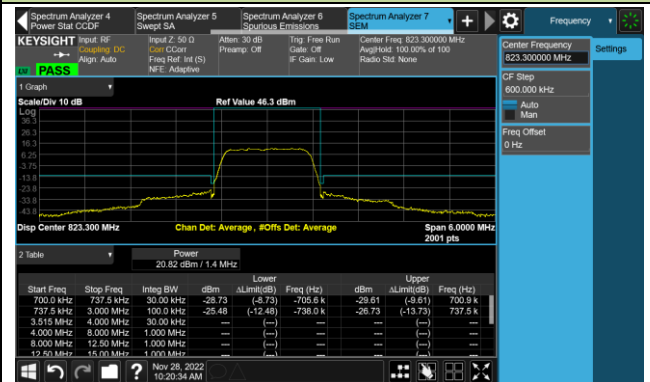 Spectrum Analyzer 4 Spectrum Analyzer 5 Spectrum Analyzer 6 Spectrum Analyzer 7 Frequency
Power Stat CCDF Swept SA Spurious Emissions SEM
KEYSIGHT Input: RF Input Z: 50 Ω Atten: 30 dB Trig: Free Run Center Freq: 823.300000 MHz
Coupling: DC Corr CCorr Preamp: Off Gate: Off Avg|Hold: 100.00% of 100
Align: Auto Freq Ref: Int (S) IF Gain: Low Radio Std: None
NFE: Adaptive
PASS
Center Frequency
823.300000 MHz
Settings
CF Step
600.000 kHz
Auto
Man
Freq Offset
0 Hz
1 Graph
Scale/Div 10 dB Ref Value 46.3 dBm
Log
36.3
26.3
16.3
6.25
-3.75
-13.8
-23.8
-33.8
-43.8
Disp Center 823.300 MHz Chan Det: Average , #Offs Det: Average Span 6.0000 MHz
2001 pts
2 Table Power
20.82 dBm / 1.4 MHz
Lower Upper
Start Freq Stop Freq Integ BW dBm ΔLimit(dB) Freq (Hz) dBm ΔLimit(dB) Freq (Hz)
700.0 kHz 737.5 kHz 30.00 kHz -28.73 (-8.73) -705.6 k -29.61 (-9.61) 700.9 k
737.5 kHz 3.000 MHz 100.0 kHz -25.48 (-12.48) -738.0 k -26.73 (-13.73) 737.5 k
3.515 MHz 4.000 MHz 30.00 kHz --- (---) --- --- (---) ---
4.000 MHz 8.000 MHz 1.000 MHz --- (---) --- --- (---) ---
8.000 MHz 12.50 MHz 1.000 MHz --- (---) --- --- (---) ---
12.50 MHz 15.00 MHz 1.000 MHz --- (---) --- --- (---) ---
? Nov 28, 2022
10:20:34 AM